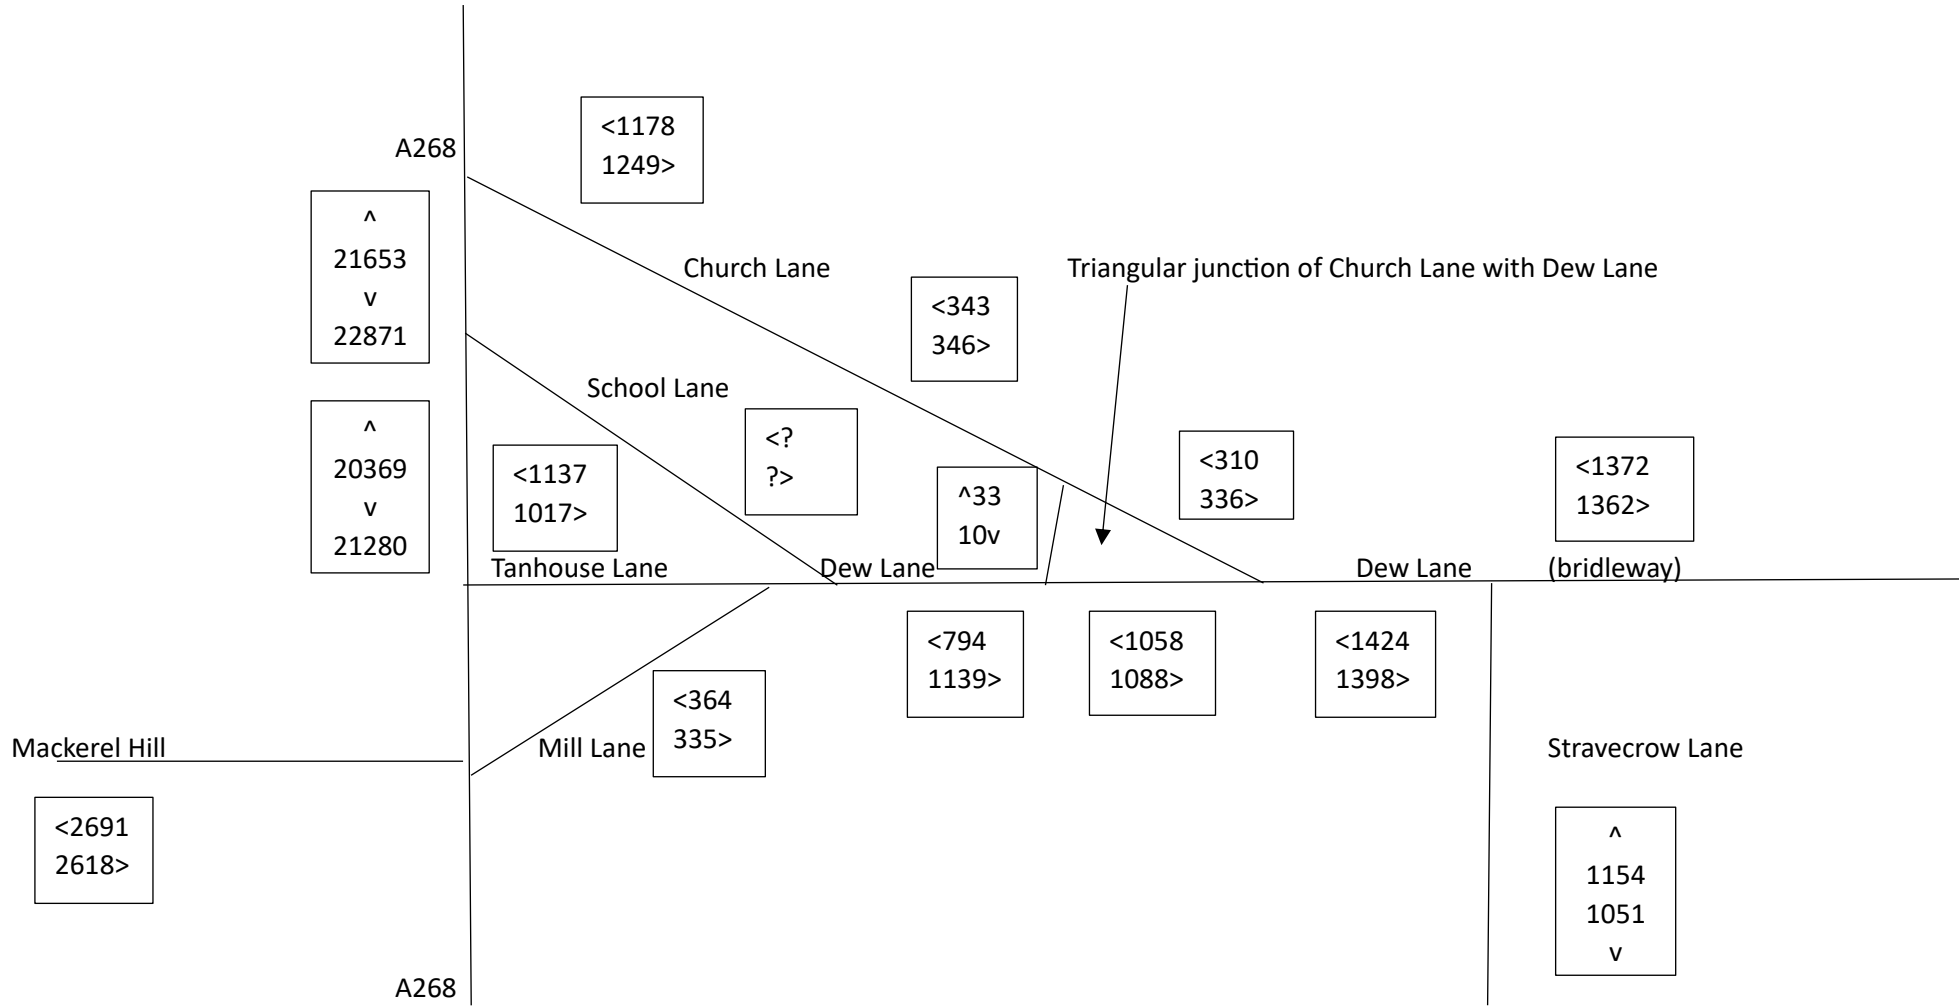 A268
<1178
1249>
^
21653
v
22871
Church Lane
Triangular junction of Church Lane with Dew Lane
<343
346>
School Lane
^
20369
v
21280
<1137
1017>
<?
?>
^33
10v
<310
336>
<1372
1362>
Tanhouse Lane
Dew Lane
Dew Lane
(bridleway)
<794
1139>
<1058
1088>
<1424
1398>
<364
335>
Mackerel Hill
Mill Lane
Stravecrow Lane
<2691
2618>
^
1154
1051
v
A268